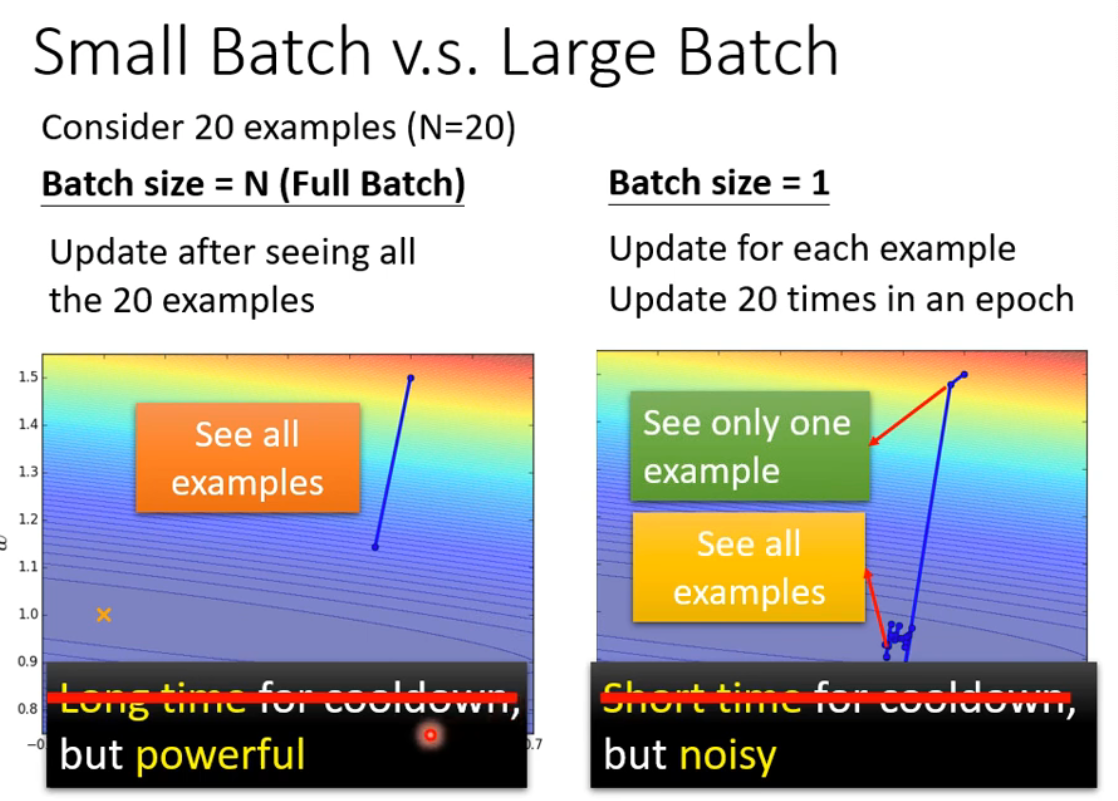 Small Batch v.s. Large Batch
Consider 20 examples (N=20)
Batch size = N (Full Batch)
Update after seeing all
the 20 examples
1.5
1.4
1.3
1.2
1.1
1.0
0.9
0.8
See all
examples
Long time for cooldown,
but powerful
Batch size = 1
Update for each example
Update 20 times in an epoch
See only one
example
See all
examples
Short time for cooldown,
but noisy